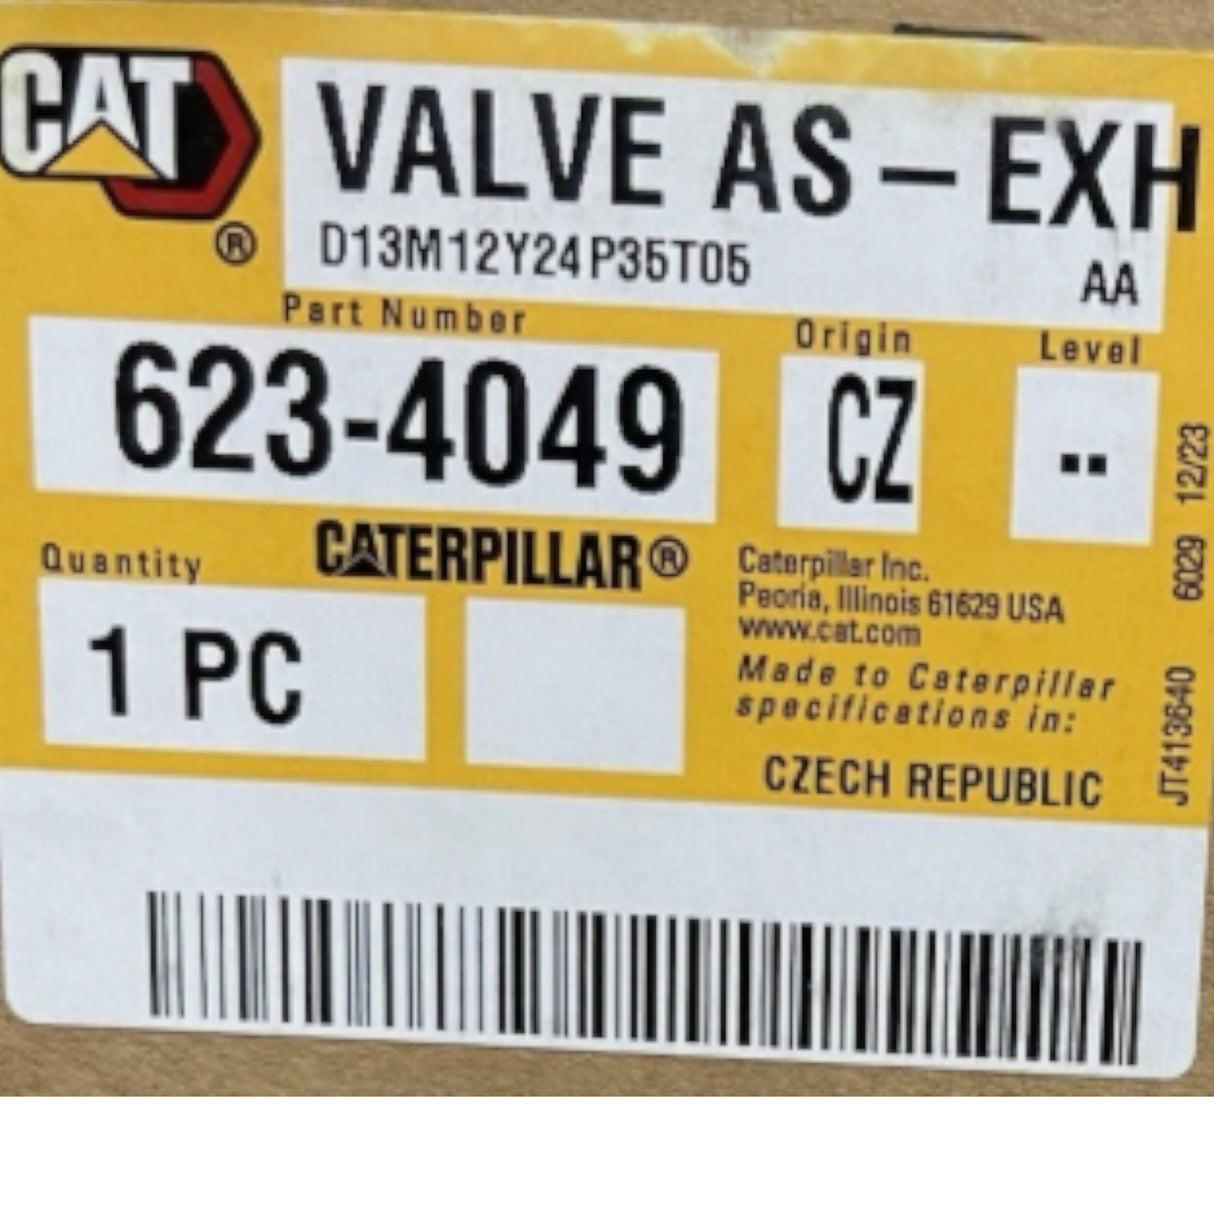 CAT
®
VALVE AS - EXH
D13M12Y24P35T05
AA
Part Number
Origin
Level
623-4049
CZ
--
Quantity
CATERPILLAR®
1 PC
Caterpillar Inc.
Peoria, Illinois 61629 USA
www.cat.com
Made to Caterpillar
specifications in:
CZECH REPUBLIC
JT413640 6029 12/23